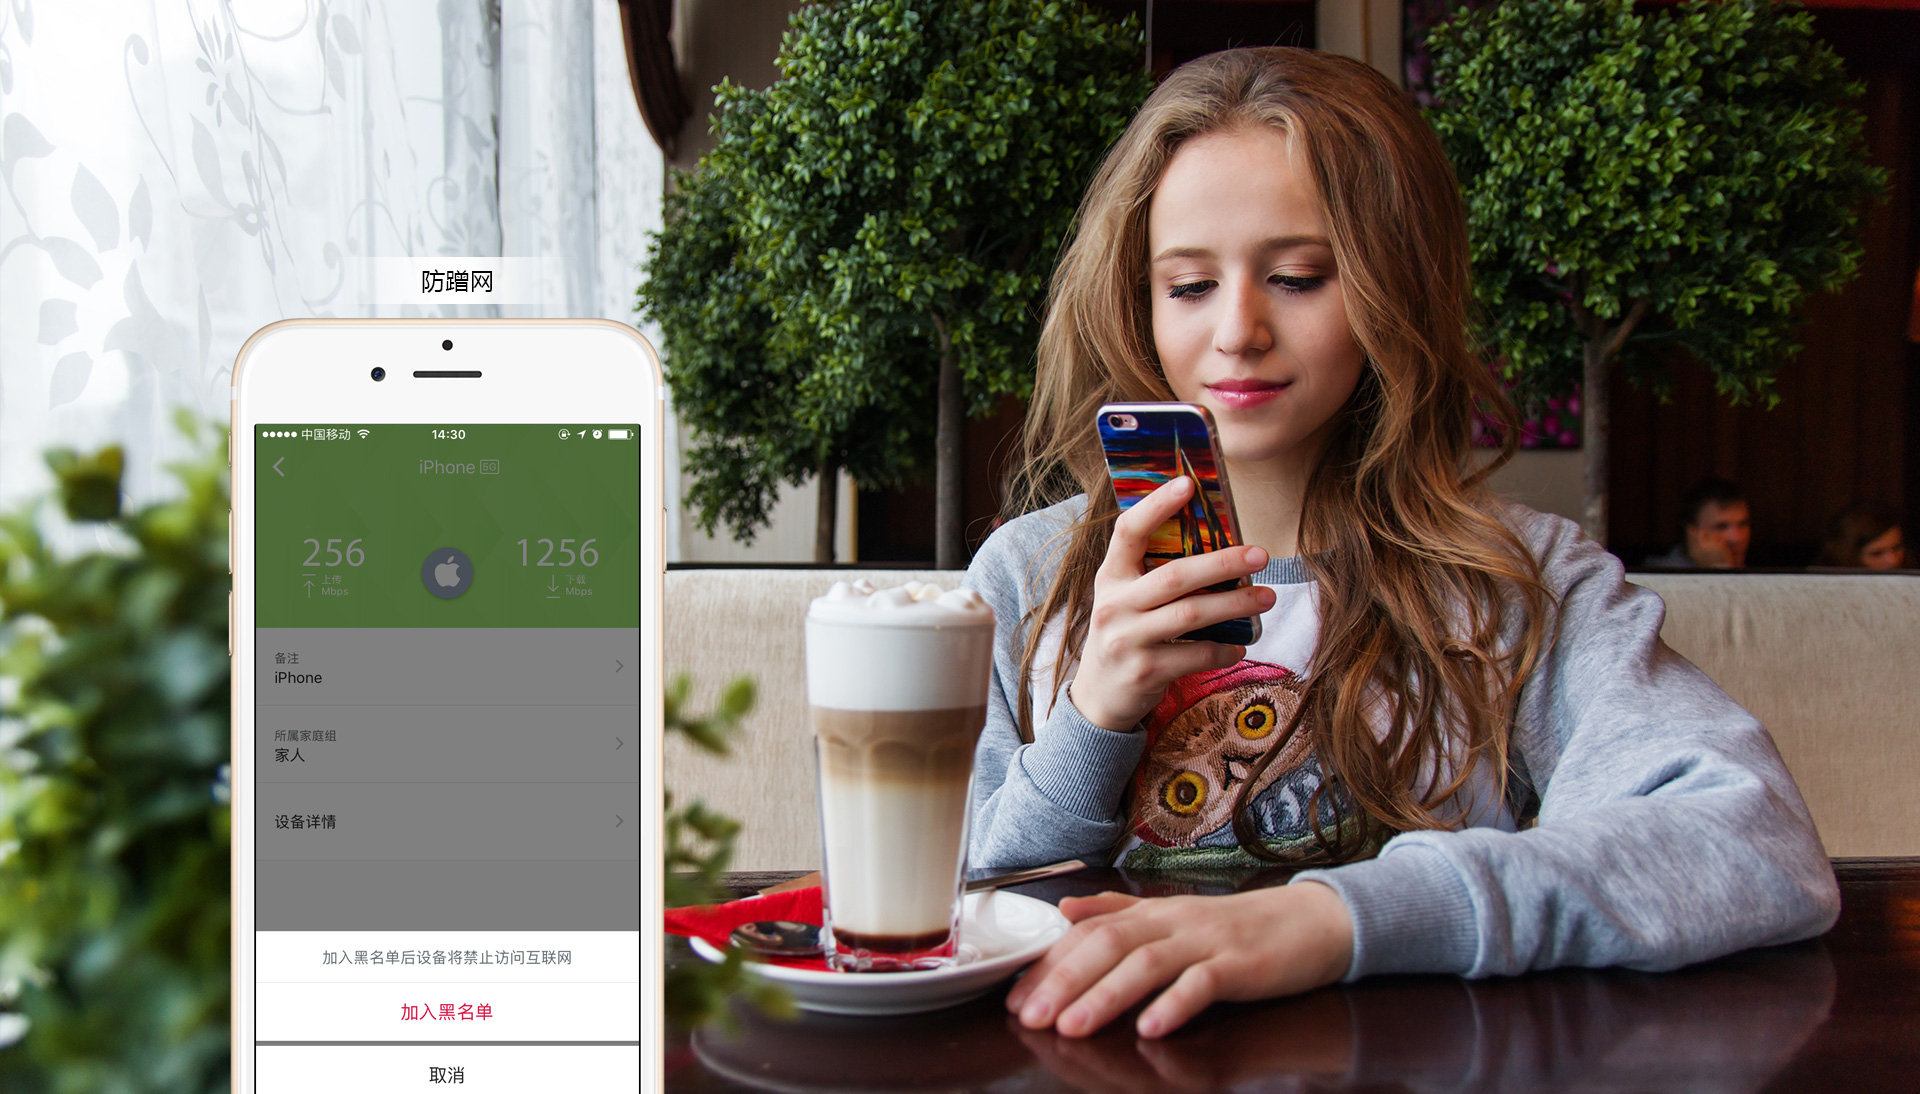 防蹭网
中国移动 14:30
iPhone 5G
256 1256
上传 下载
Mbps Mbps
备注
iPhone
所属家庭组
家人
设备详情
加入黑名单后设备将禁止访问互联网
加入黑名单
取消